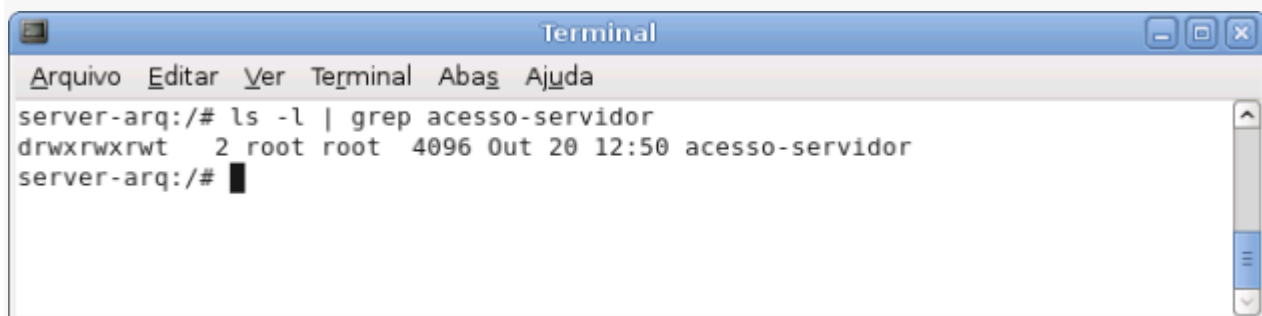 Terminal
Arquivo Editar Ver Terminal Abas Ajuda
server-arq:/# ls -l | grep acesso-servidor
drwxrwxrwt   2 root root  4096 Out 20 12:50 acesso-servidor
server-arq:/#